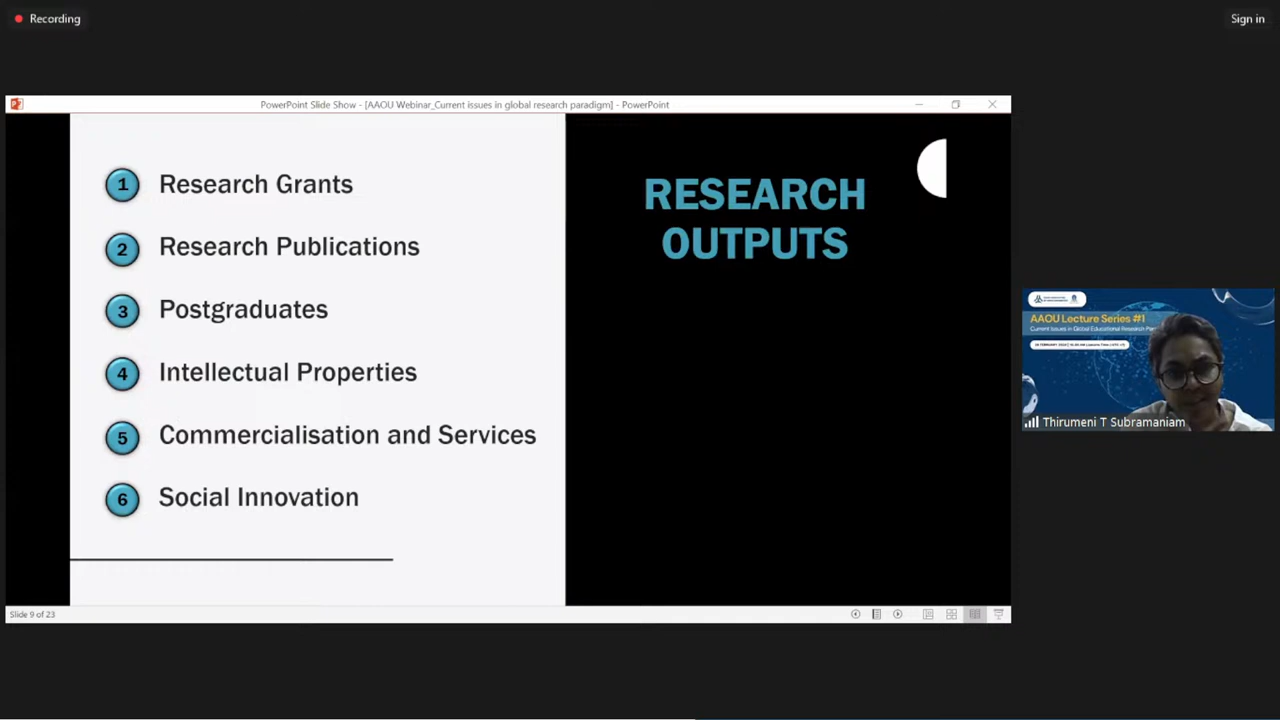 Recording
Sign in
PowerPoint Slide Show - [AAOU Webinar_Current issues in global research paradigm] - PowerPoint
1 Research Grants
2 Research Publications
3 Postgraduates
4 Intellectual Properties
5 Commercialisation and Services
6 Social Innovation
RESEARCH
OUTPUTS
AAOU Lecture Series #1
Current Issues in Global Educational Research
Thirumeni T Subramaniam
Slide 9 of 23